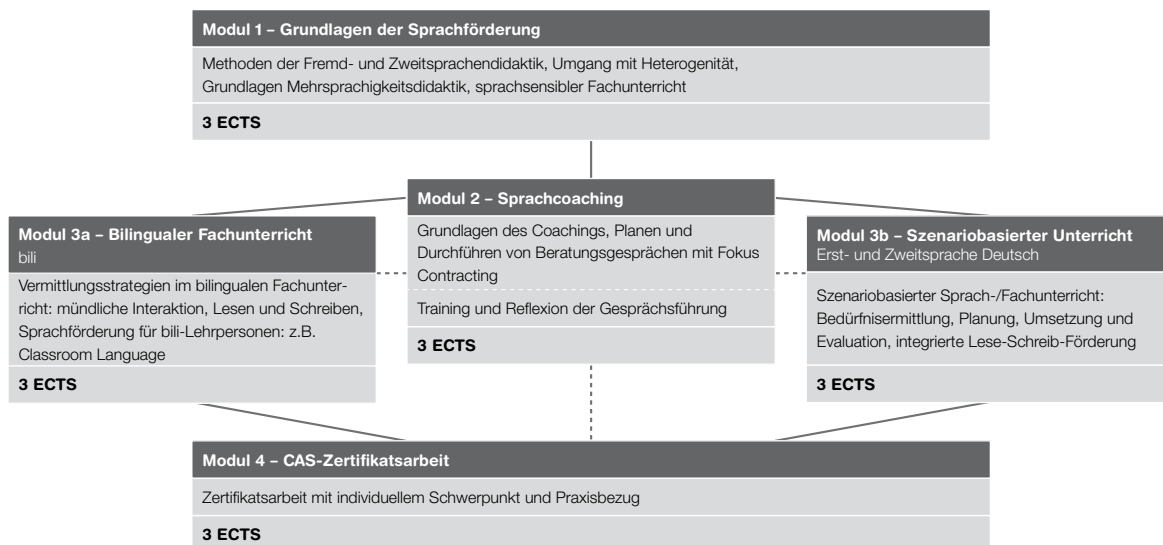 Modul 1 – Grundlagen der Sprachförderung
Methoden der Fremd- und Zweitsprachendidaktik, Umgang mit Heterogenität,
Grundlagen Mehrsprachigkeitsdidaktik, sprachsensibler Fachunterricht
3 ECTS
Modul 2 – Sprachcoaching
Grundlagen des Coachings, Planen und
Durchführen von Beratungsgesprächen mit Fokus
Contracting
Training und Reflexion der Gesprächsführung
3 ECTS
Modul 3a – Bilingualer Fachunterricht
bili
Vermittlungsstrategien im bilingualen Fachunter-
richt: mündliche Interaktion, Lesen und Schreiben,
Sprachförderung für bili-Lehrpersonen: z.B.
Classroom Language
3 ECTS
Modul 3b – Szenariobasierter Unterricht
Erst- und Zweitsprache Deutsch
Szenariobasierter Sprach-/Fachunterricht:
Bedürfnisermittlung, Planung, Umsetzung und
Evaluation, integrierte Lese-Schreib-Förderung
3 ECTS
Modul 4 – CAS-Zertifikatsarbeit
Zertifikatsarbeit mit individuellem Schwerpunkt und Praxisbezug
3 ECTS